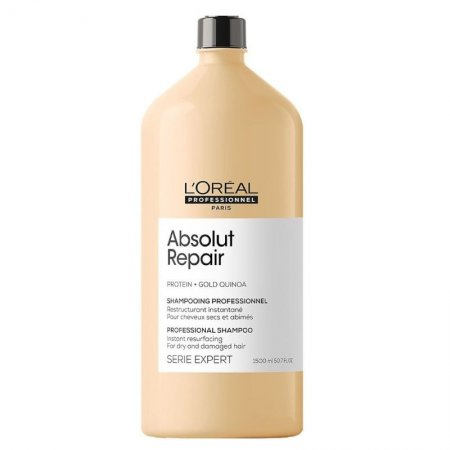 L'ORÉAL
PROFESSIONNEL
PARIS
Absolut
Repair
PROTEIN + GOLD QUINOA
SHAMPOOING PROFESSIONNEL
Restructurant instantané
Pour cheveux secs et abimés
PROFESSIONAL SHAMPOO
Instant resurfacing
For dry and damaged hair
SERIE EXPERT
1500 ml 50.7 FL.OZ